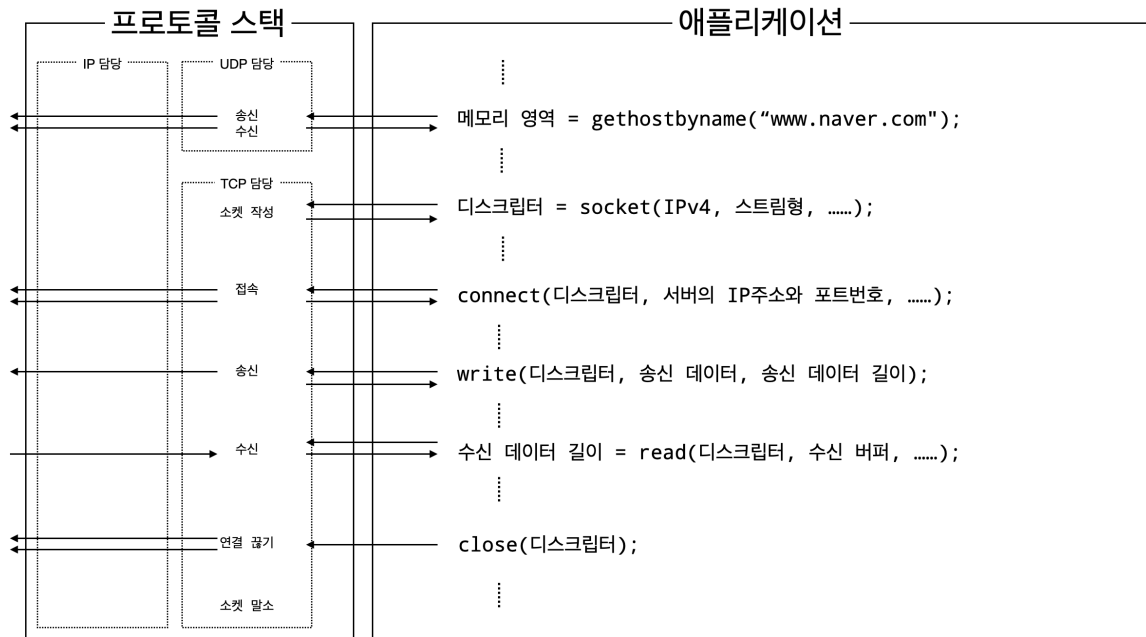 프로토콜 스택
애플리케이션
IP 담당
UDP 담당
송신
수신
메모리 영역 = gethostbyname(“www.naver.com");
TCP 담당
소켓 작성
디스크립터 = socket(IPv4, 스트림형, ……);
접속
connect(디스크립터, 서버의 IP주소와 포트번호, ……);
송신
write(디스크립터, 송신 데이터, 송신 데이터 길이);
수신
수신 데이터 길이 = read(디스크립터, 수신 버퍼, ……);
연결 끊기
close(디스크립터);
소켓 말소